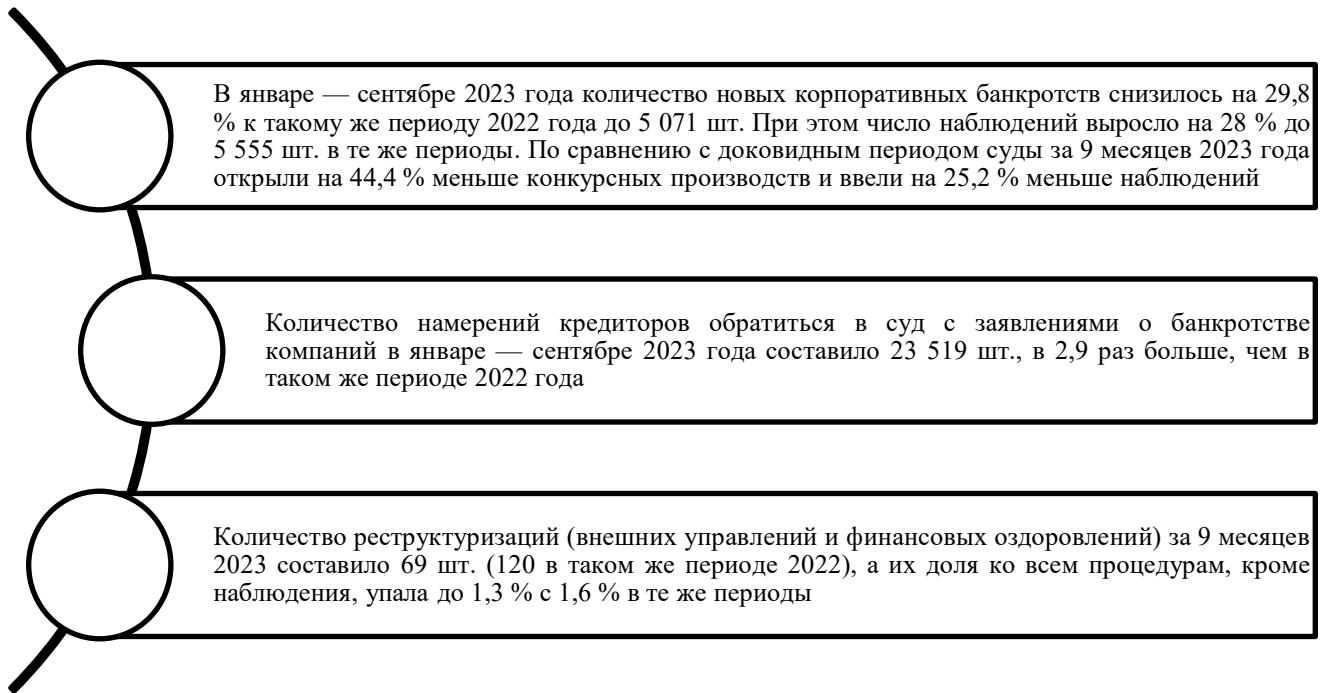 В январе — сентябре 2023 года количество новых корпоративных банкротств снизилось на 29,8
% к такому же периоду 2022 года до 5 071 шт. При этом число наблюдений выросло на 28 % до
5 555 шт. в те же периоды. По сравнению с доковидным периодом суды за 9 месяцев 2023 года
открыли на 44,4 % меньше конкурсных производств и ввели на 25,2 % меньше наблюдений
Количество намерений кредиторов обратиться в суд с заявлениями о банкротстве
компаний в январе — сентябре 2023 года составило 23 519 шт., в 2,9 раз больше, чем в
таком же периоде 2022 года
Количество реструктуризаций (внешних управлений и финансовых оздоровлений) за 9 месяцев
2023 составило 69 шт. (120 в таком же периоде 2022), а их доля ко всем процедурам, кроме
наблюдения, упала до 1,3 % с 1,6 % в те же периоды